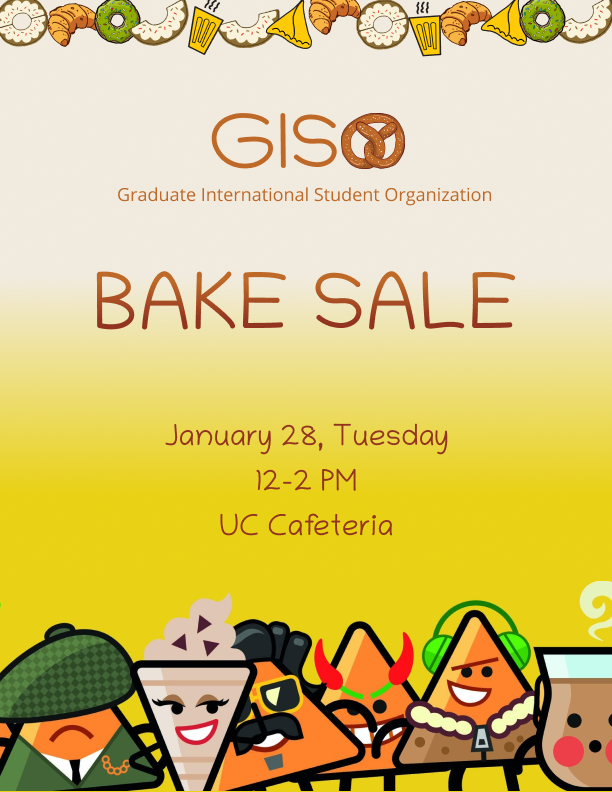 GISO
Graduate International Student Organization
BAKE SALE
January 28, Tuesday
12-2 PM
UC Cafeteria